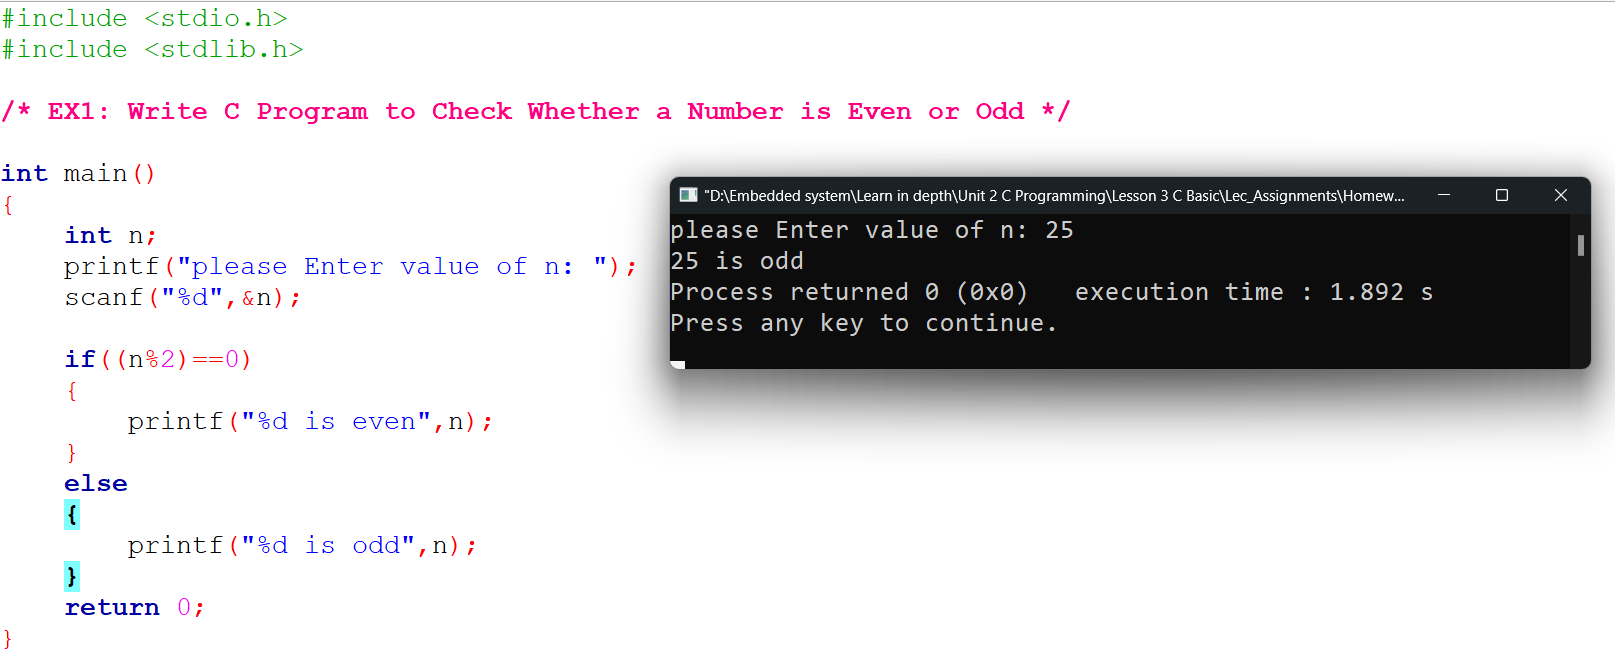 #include <stdio.h>
#include <stdlib.h>
/* EX1: Write C Program to Check Whether a Number is Even or Odd */
int main()
{
    int n;
    printf("please Enter value of n: ");
    scanf("%d",&n);
    if((n%2)==0)
    {
        printf("%d is even",n);
    }
    else
    {
        printf("%d is odd",n);
    }
    return 0;
}
"D:\Embedded system\Learn in depth\Unit 2 C Programming\Lesson 3 C Basic\Lec_Assignments\Homew...
please Enter value of n: 25
25 is odd
Process returned 0 (0x0)   execution time : 1.892 s
Press any key to continue.